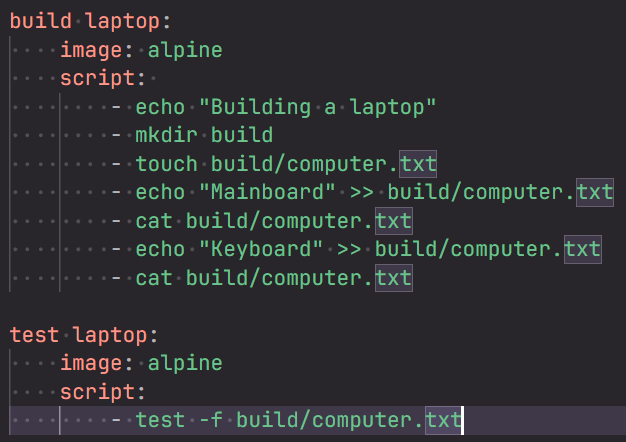 build laptop:
    image: alpine
    script:
        - echo "Building a laptop"
        - mkdir build
        - touch build/computer.txt
        - echo "Mainboard" >> build/computer.txt
        - cat build/computer.txt
        - echo "Keyboard" >> build/computer.txt
        - cat build/computer.txt

test laptop:
    image: alpine
    script:
        - test -f build/computer.txt